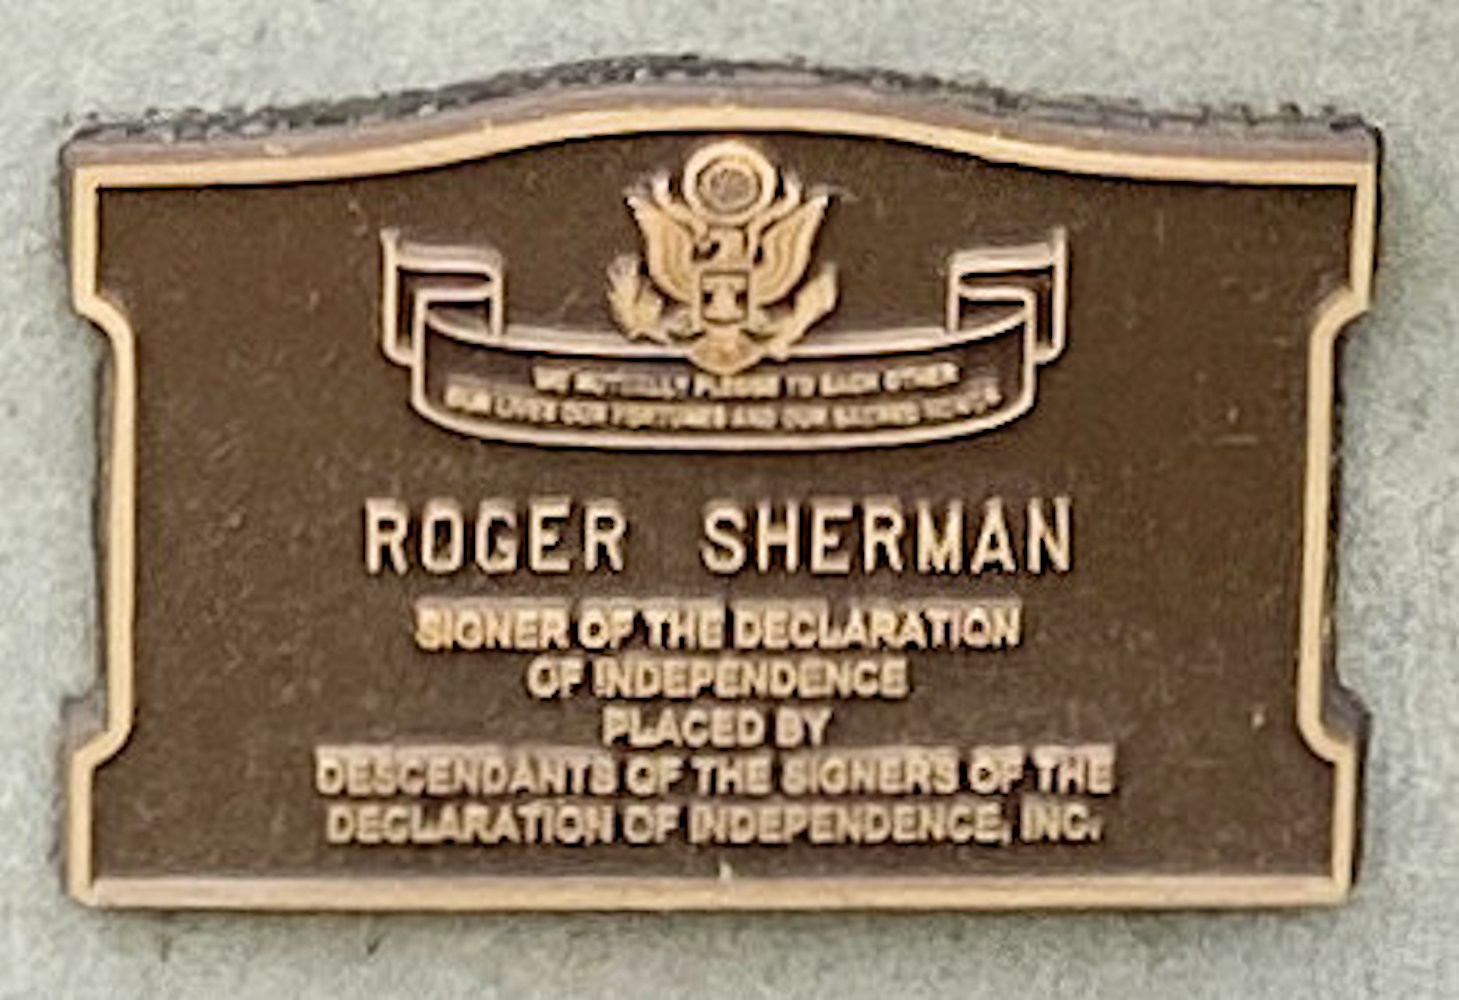 WE MUTUALLY PLEDGE TO EACH OTHER
OUR LIVES OUR FORTUNES AND OUR SACRED HONOR
ROGER SHERMAN
SIGNER OF THE DECLARATION
OF INDEPENDENCE
PLACED BY
DESCENDANTS OF THE SIGNERS OF THE
DECLARATION OF INDEPENDENCE, INC.